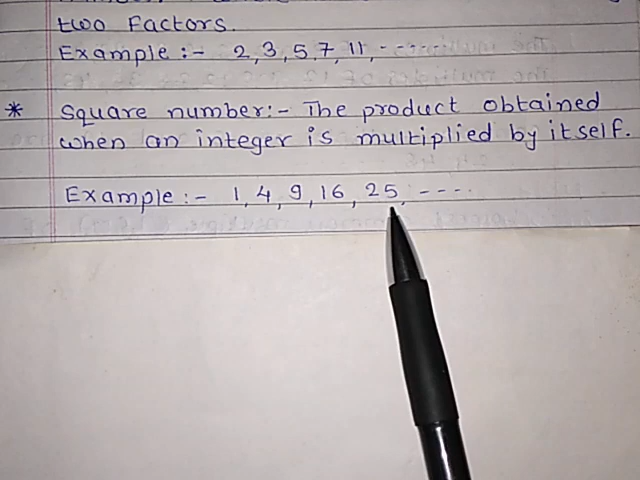 two Factors.
Example :- 2, 3, 5, 7, 11, - - - - -
* Square number:- The product obtained
when an integer is multiplied by itself.
Example :- 1, 4, 9, 16, 25, - - - -